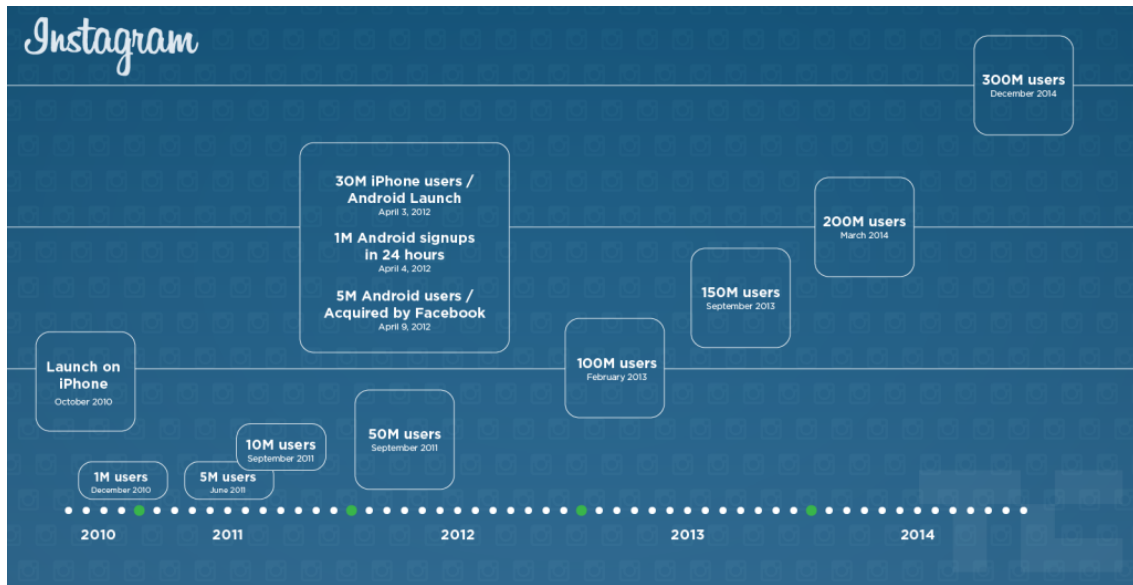 Instagram
300M users
December 2014
30M iPhone users /
Android Launch
April 3, 2012
1M Android signups
in 24 hours
April 4, 2012
5M Android users /
Acquired by Facebook
April 9, 2012
200M users
March 2014
150M users
September 2013
Launch on
iPhone
October 2010
100M users
February 2013
50M users
September 2011
10M users
September 2011
1M users
December 2010
5M users
June 2011
2010 2011 2012 2013 2014
TC